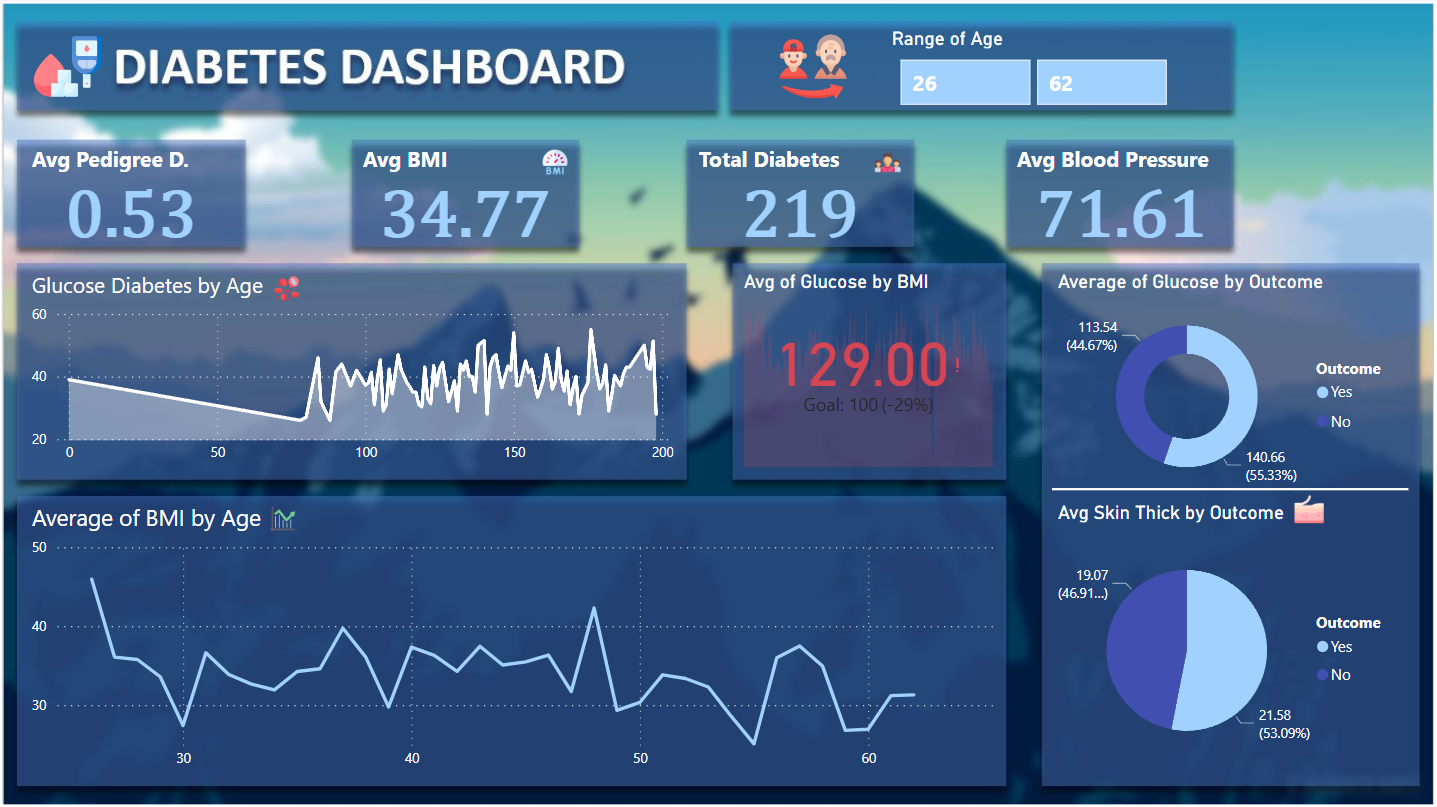 DIABETES DASHBOARD
Range of Age
26
62
Avg Pedigree D.
0.53
Avg BMI
BMI
34.77
Total Diabetes
219
Avg Blood Pressure
71.61
Glucose Diabetes by Age
60
40
20
0
50
100
150
200
Avg of Glucose by BMI
129.00!
Goal: 100 (-29%)
Average of Glucose by Outcome
113.54
(44.67%)
140.66
(55.33%)
Outcome
Yes
No
Average of BMI by Age
50
40
30
30
40
50
60
Avg Skin Thick by Outcome
19.07
(46.91...)
21.58
(53.09%)
Outcome
Yes
No